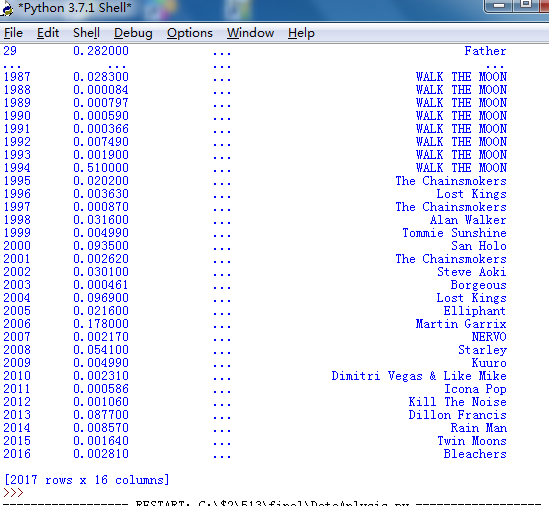 *Python 3.7.1 Shell*
File Edit Shell Debug Options Window Help
29 0.282000 ... Father
... ... ... ...
1987 0.028300 ... WALK THE MOON
1988 0.000084 ... WALK THE MOON
1989 0.000797 ... WALK THE MOON
1990 0.000590 ... WALK THE MOON
1991 0.000366 ... WALK THE MOON
1992 0.007490 ... WALK THE MOON
1993 0.001900 ... WALK THE MOON
1994 0.510000 ... WALK THE MOON
1995 0.020200 ... The Chainsmokers
1996 0.003630 ... Lost Kings
1997 0.000870 ... The Chainsmokers
1998 0.031600 ... Alan Walker
1999 0.004990 ... Tommie Sunshine
2000 0.093500 ... San Holo
2001 0.002620 ... The Chainsmokers
2002 0.030100 ... Steve Aoki
2003 0.000461 ... Borgeous
2004 0.096900 ... Lost Kings
2005 0.021600 ... Elliphant
2006 0.178000 ... Martin Garrix
2007 0.002170 ... NERVO
2008 0.054100 ... Starley
2009 0.004990 ... Kuuro
2010 0.002310 ... Dimitri Vegas & Like Mike
2011 0.000586 ... Icona Pop
2012 0.001060 ... Kill The Noise
2013 0.087700 ... Dillon Francis
2014 0.008570 ... Rain Man
2015 0.001640 ... Twin Moons
2016 0.002810 ... Bleachers
[2017 rows x 16 columns]
>>>
================== RESTART: C:\$2\513\final\DataAnlysis.py ==================